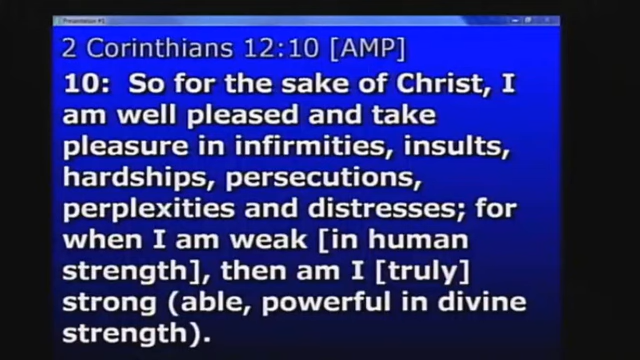 Presentation #1
2 Corinthians 12:10 [AMP]
10: So for the sake of Christ, I
am well pleased and take
pleasure in infirmities, insults,
hardships, persecutions,
perplexities and distresses; for
when I am weak [in human
strength], then am I [truly]
strong (able, powerful in divine
strength).